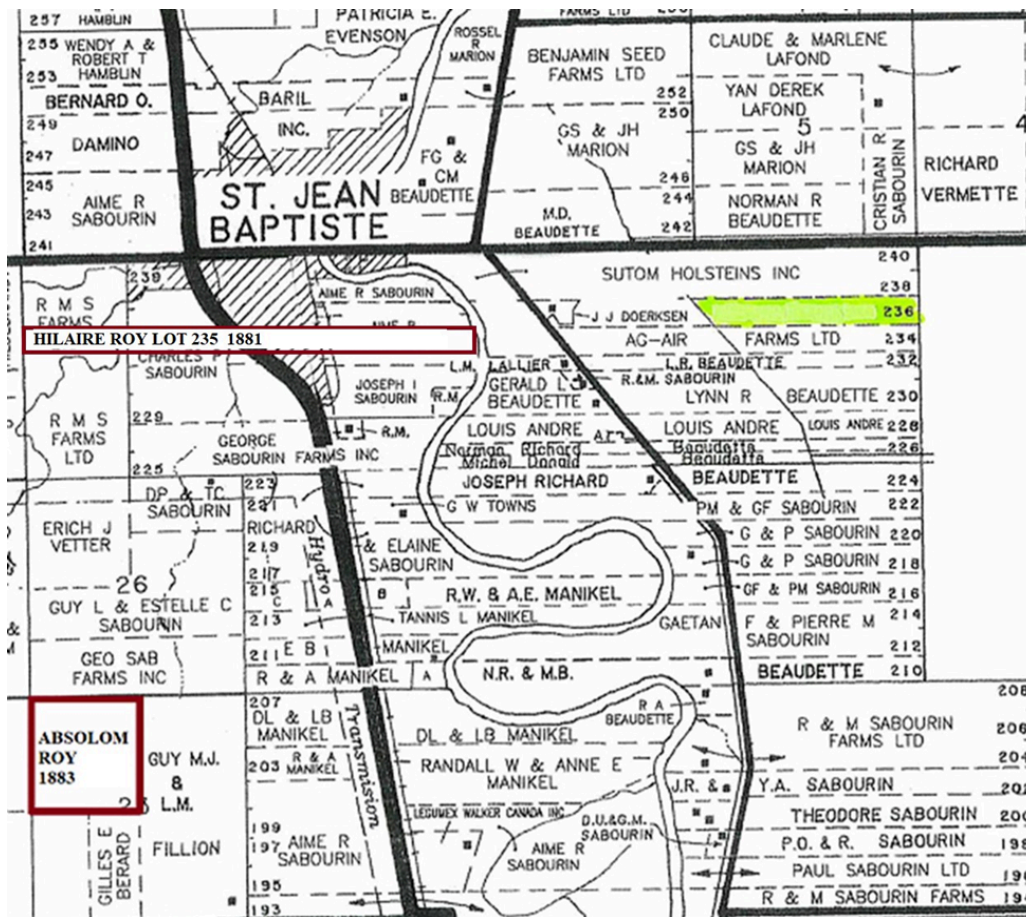 257 HAMBLIN
255 WENDY A &
ROBERT T
253 HAMBLIN
BERNARD O.
249
DAMINO
247
245
AIME R
243 SABOURIN
241
PATRICIA E.
EVENSON
ROSSEL
R
MARION
BARIL
INC.
FG &
CM
BEAUDETTE
ST. JEAN
BAPTISTE
FARMS LTD
BENJAMIN SEED
FARMS LTD
252
250
GS & JH
MARION
246
244
M.D.
BEAUDETTE
242
CLAUDE & MARLENE
LAFOND
YAN DEREK
LAFOND
5
GS & JH
MARION
NORMAN R
BEAUDETTE
CRISTIAN R
SABOURIN
4
RICHARD
VERMETTE
239
R M S
FARMS
HILAIRE ROY LOT 235 1881
CHARLES P
SABOURIN
AIME R SABOURIN
240
SUTOM HOLSTEINS INC
238
J J DOERKSEN
236
AG-AIR FARMS LTD 234
L.M. LALLIER
L.R. BEAUDETTE 232
R.&M. SABOURIN
GERALD L
BEAUDETTE
LYNN R BEAUDETTE 230
JOSEPH I
SABOURIN
R.M.
R M S
FARMS
LTD
229
225
GEORGE
SABOURIN FARMS INC
R.M.
LOUIS ANDRE
LOUIS ANDRE
LOUIS ANDRE 228
Norman Richard
Beaudette
226
Michel Donald
Beaudette
JOSEPH RICHARD
BEAUDETTE 224
DP & TC
SABOURIN
223
221
G W TOWNS
PM & GF SABOURIN 222
ERICH J
VETTER
RICHARD
219
& ELAINE
SABOURIN
G & P SABOURIN 220
G & P SABOURIN 218
Hydro
26
217
215
C
A
B
R.W. & A.E. MANIKEL
GF & PM SABOURIN 216
GUY L & ESTELLE C
SABOURIN
213
TANNIS L MANIKEL
GAETAN F & PIERRE M
SABOURIN
214
212
GEO SAB
FARMS INC
211 E B
MANIKEL
R & A MANIKEL
A
N.R. & M.B.
BEAUDETTE 210
208
ABSOLOM
ROY
1883
207
DL & LB
MANIKEL
Transmision
DL & LB MANIKEL
R A
BEAUDETTE
R & M SABOURIN
FARMS LTD
206
204
GUY M.J.
&
L.M.
203
R & A
MANIKEL
RANDALL W & ANNE E
MANIKEL
J.R. &
Y.A. SABOURIN
LEGUMEX WALKER CANADA INC
D.U.&G.M.
SABOURIN
THEODORE SABOURIN
GILLES E
BERARD
FILLION
199
197
AIME R
SABOURIN
AIME R
SABOURIN
P.O. & R. SABOURIN
PAUL SABOURIN LTD
195
193
R & M SABOURIN FARMS